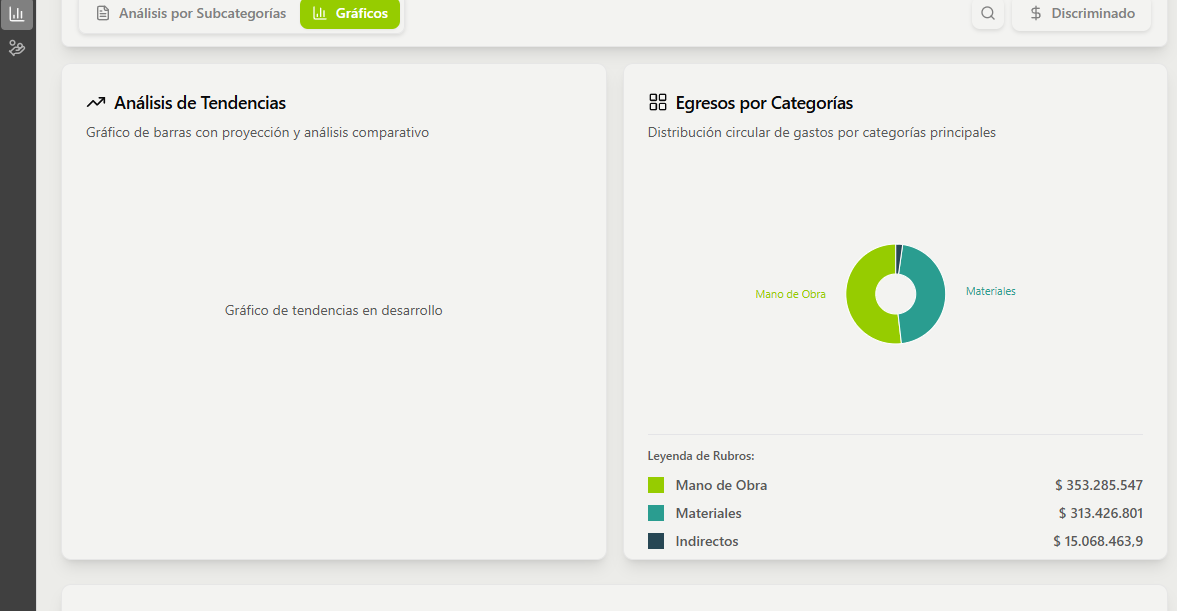 Análisis por Subcategorías
Gráficos
$ Discriminado
Análisis de Tendencias
Gráfico de barras con proyección y análisis comparativo
Gráfico de tendencias en desarrollo
Egresos por Categorías
Distribución circular de gastos por categorías principales
Mano de Obra
Materiales
Leyenda de Rubros:
Mano de Obra $ 353.285.547
Materiales $ 313.426.801
Indirectos $ 15.068.463,9